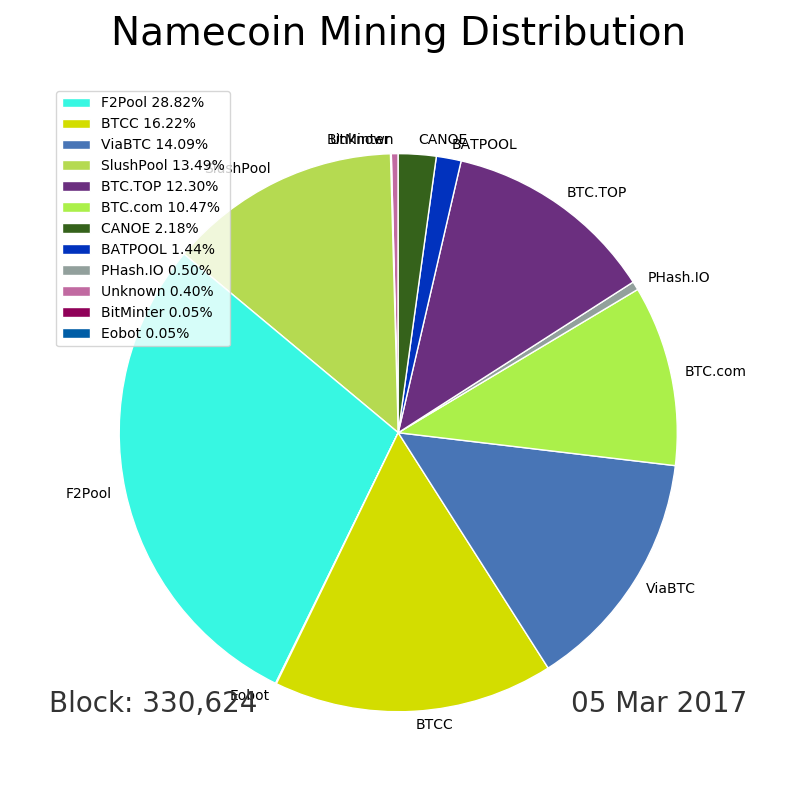 Namecoin Mining Distribution
F2Pool 28.82%
BTCC 16.22%
ViaBTC 14.09%
SlushPool 13.49%
BTC.TOP 12.30%
BTC.com 10.47%
CANOE 2.18%
BATPOOL 1.44%
PHash.IO 0.50%
Unknown 0.40%
BitMinter 0.05%
Eobot 0.05%
BitMinter
Unknown
CANOE
BATPOOL
SlushPool
BTC.TOP
PHash.IO
BTC.com
F2Pool
ViaBTC
Eobot
BTCC
Block: 330,624
05 Mar 2017